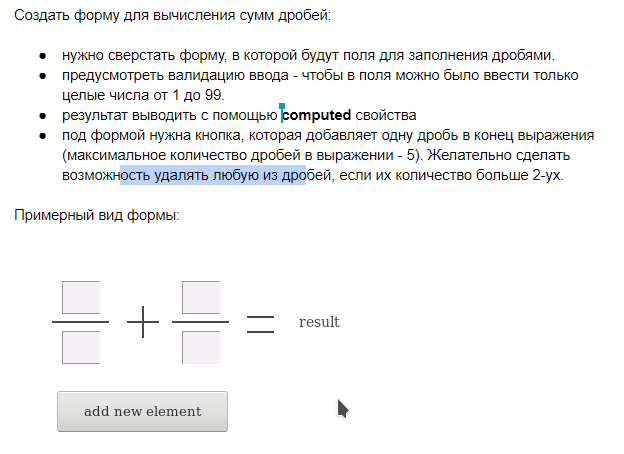 Создать форму для вычисления сумм дробей:
● нужно сверстать форму, в которой будут поля для заполнения дробями.
● предусмотреть валидацию ввода - чтобы в поля можно было ввести только
целые числа от 1 до 99.
● результат выводить с помощью computed свойства
● под формой нужна кнопка, которая добавляет одну дробь в конец выражения
(максимальное количество дробей в выражении - 5). Желательно сделать
возможность удалять любую из дробей, если их количество больше 2-ух.
Примерный вид формы:
+ = result
add new element